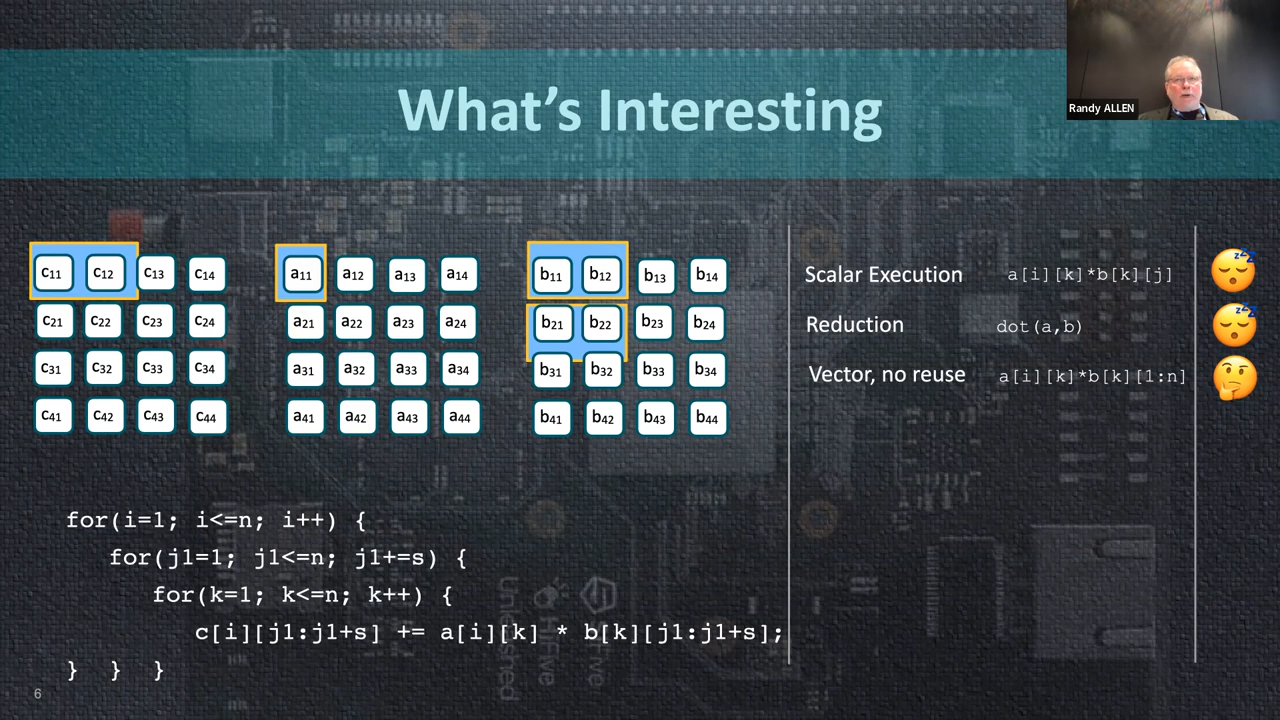 What's Interesting
Randy ALLEN
c11 c12 c13 c14
c21 c22 c23 c24
c31 c32 c33 c34
c41 c42 c43 c44
a11 a12 a13 a14
a21 a22 a23 a24
a31 a32 a33 a34
a41 a42 a43 a44
b11 b12 b13 b14
b21 b22 b23 b24
b31 b32 b33 b34
b41 b42 b43 b44
Scalar Execution a[i][k]*b[k][j]
Reduction dot(a,b)
Vector, no reuse a[i][k]*b[k][1:n]
for(i=1; i<=n; i++) {
for(j1=1; j1<=n; j1+=s) {
for(k=1; k<=n; k++) {
c[i][j1:j1+s] += a[i][k] * b[k][j1:j1+s];
} } }
Unleashed
SiFive
6